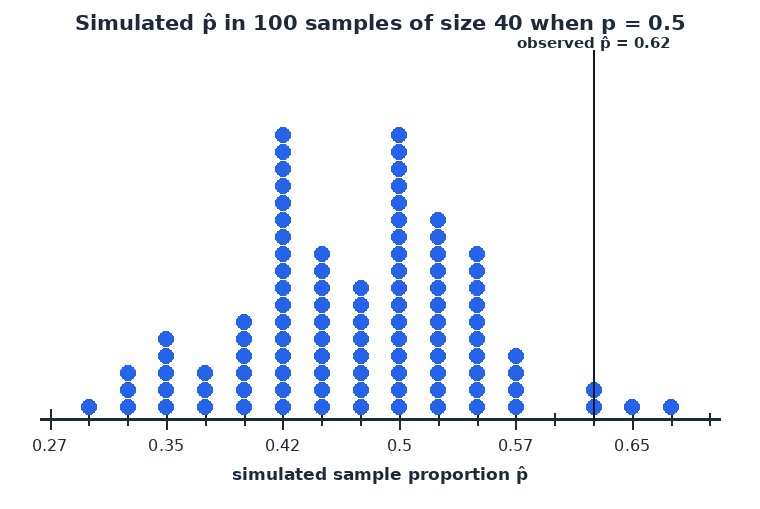 Simulated p̂ in 100 samples of size 40 when p = 0.5
observed p̂ = 0.62
0.27 0.35 0.42 0.5 0.57 0.65
simulated sample proportion p̂